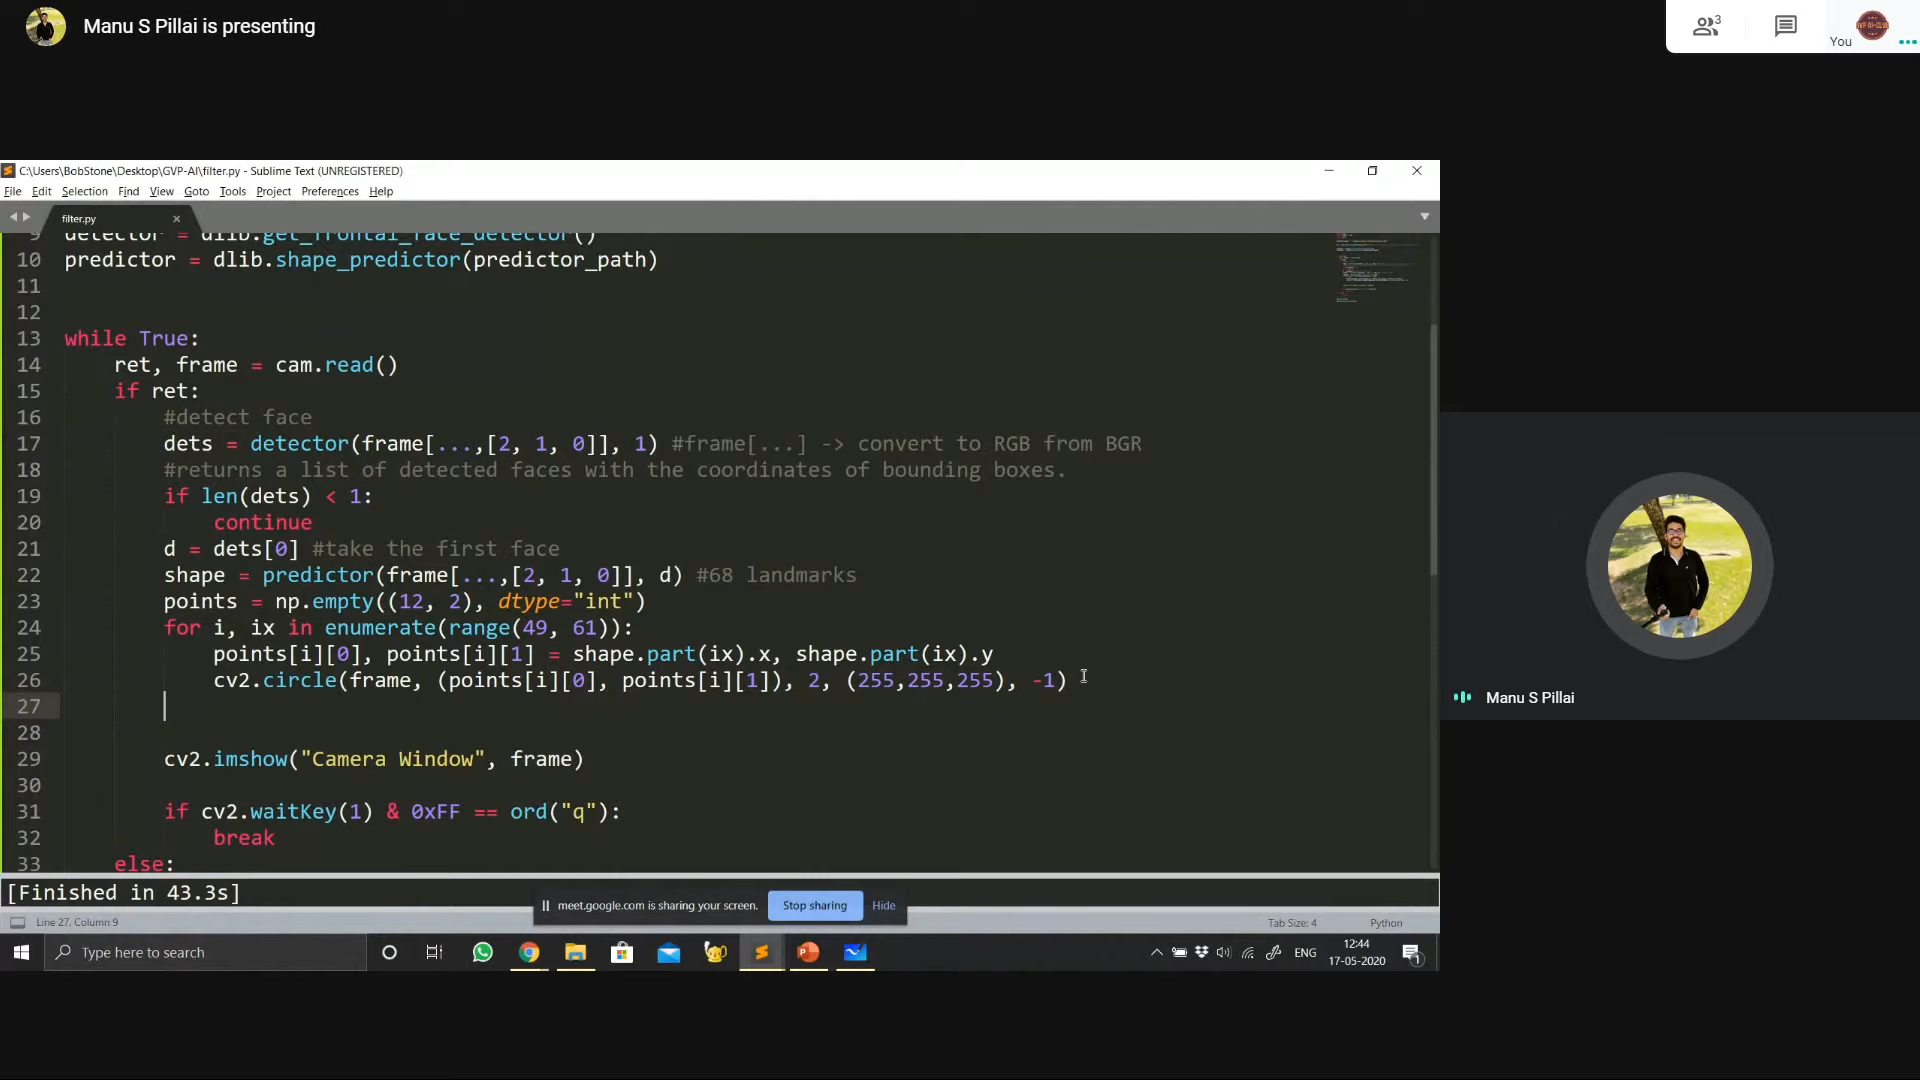 Manu S Pillai is presenting
3
You
C:\Users\BobStone\Desktop\GVP-AI\filter.py - Sublime Text (UNREGISTERED)
File Edit Selection Find View Goto Tools Project Preferences Help
filter.py
9 detector = dlib.get_frontal_face_detector()
10 predictor = dlib.shape_predictor(predictor_path)
11
12
13 while True:
14 ret, frame = cam.read()
15 if ret:
16 #detect face
17 dets = detector(frame[...,[2, 1, 0]], 1) #frame[...] -> convert to RGB from BGR
18 #returns a list of detected faces with the coordinates of bounding boxes.
19 if len(dets) < 1:
20 continue
21 d = dets[0] #take the first face
22 shape = predictor(frame[...,[2, 1, 0]], d) #68 landmarks
23 points = np.empty((12, 2), dtype="int")
24 for i, ix in enumerate(range(49, 61)):
25 points[i][0], points[i][1] = shape.part(ix).x, shape.part(ix).y
26 cv2.circle(frame, (points[i][0], points[i][1]), 2, (255,255,255), -1)
27
28
29 cv2.imshow("Camera Window", frame)
30
31 if cv2.waitKey(1) & 0xFF == ord("q"):
32 break
33 else:
Manu S Pillai
[Finished in 43.3s]
meet.google.com is sharing your screen. Stop sharing Hide
Line 27, Column 9 Tab Size: 4 Python
Type here to search
ENG 12:44
17-05-2020
1